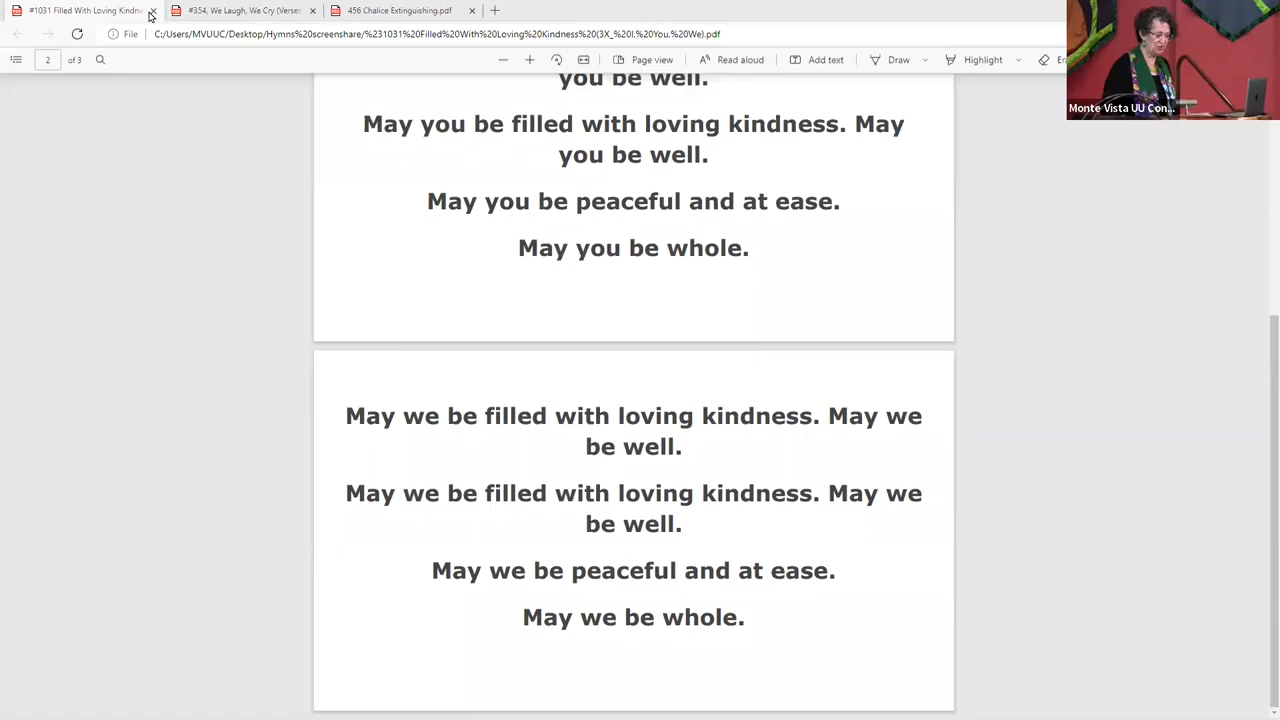 #1031 Filled With Loving Kindne
#354, We Laugh, We Cry (Verses
456 Chalice Extinguishing.pdf
File
C:/Users/MVUUC/Desktop/Hymns%20screenshare/%231031%20Filled%20With%20Loving%20Kindness%20(3X_%20I.%20You.%20We).pdf
2 of 3
Page view
Read aloud
Add text
Draw
Highlight
Er
Monte Vista UU Con...
you be well.
May you be filled with loving kindness. May
you be well.
May you be peaceful and at ease.
May you be whole.
May we be filled with loving kindness. May we
be well.
May we be filled with loving kindness. May we
be well.
May we be peaceful and at ease.
May we be whole.